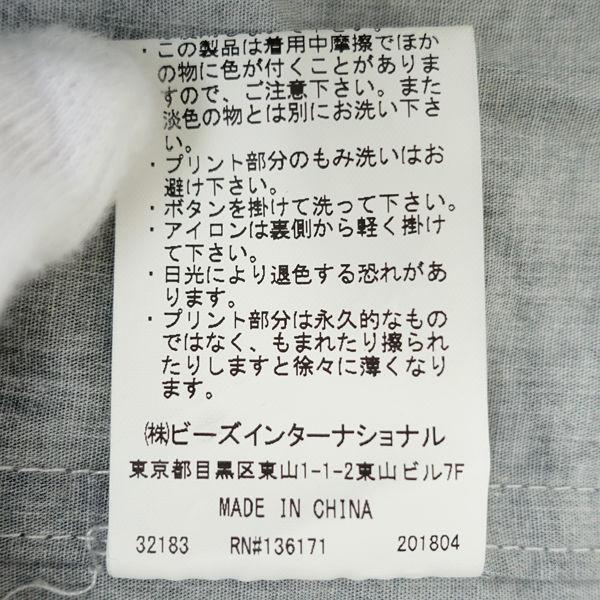 ・この製品は着用中摩擦でほか
の物に色が付くことがありま
すので、ご注意下さい。また
淡色の物とは別にお洗い下さ
い。
・プリント部分のもみ洗いはお
避け下さい。
・ボタンを掛けて洗って下さい。
・アイロンは裏側から軽く掛け
て下さい。
・日光により退色する恐れがあ
ります。
・プリント部分は永久的なもの
ではなく、もまれたり擦られ
たりしますと徐々に薄くなり
ます。
㈱ビーズインターナショナル
東京都目黒区東山1-1-2東山ビル7F
MADE IN CHINA
32183 RN#136171 201804